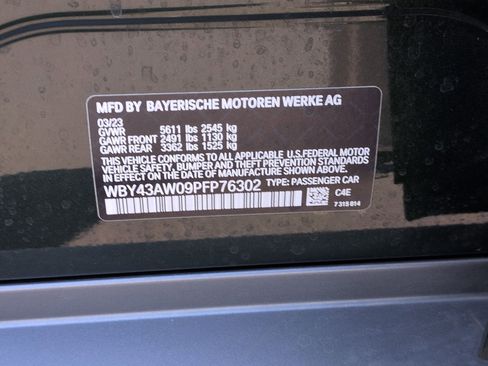 MFD BY BAYERISCHE MOTOREN WERKE AG
03/23
GVWR 5611 lbs 2545 kg
GAWR FRONT 2491 lbs 1130 kg
GAWR REAR 3362 lbs 1525 kg
THIS VEHICLE CONFORMS TO ALL APPLICABLE U.S. FEDERAL MOTOR
VEHICLE SAFETY, BUMPER, AND THEFT PREVENTION STANDARDS
IN EFFECT ON THE DATE OF MANUFACTURE SHOWN ABOVE.
WBY43AW09PFP76302 TYPE: PASSENGER CAR
C4E
7 318 614